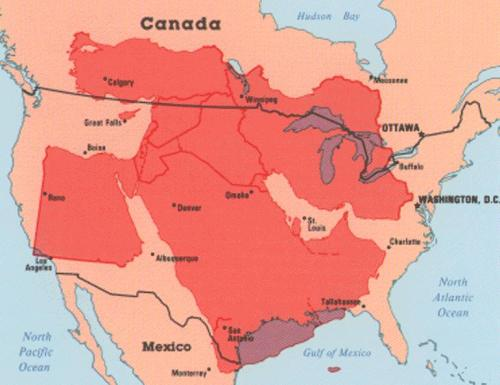 Hudson Bay
Canada
Calgary
Moosonee
Winnipeg
Great Falls
OTTAWA
Boise
Buffalo
Reno
Omaha
WASHINGTON, D.C.
Denver
St.
Louis
Charlotte
Albuquerque
Los
Angeles
North
Atlantic
Ocean
Tallahassee
San
Antonio
North
Pacific
Ocean
Mexico
Gulf of Mexico
Monterrey